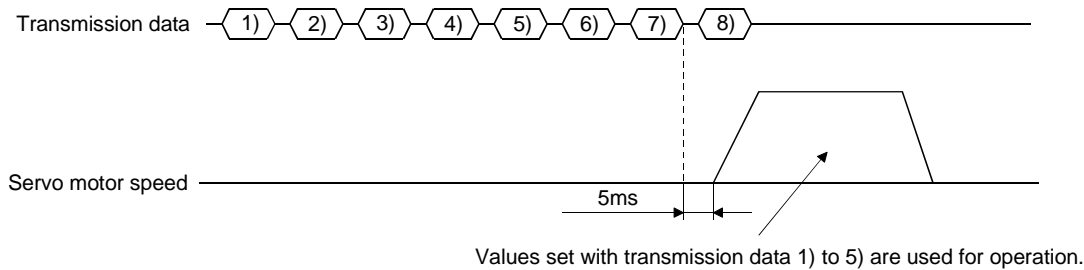 Transmission data 1) 2) 3) 4) 5) 6) 7) 8)
Servo motor speed
5ms
Values set with transmission data 1) to 5) are used for operation.